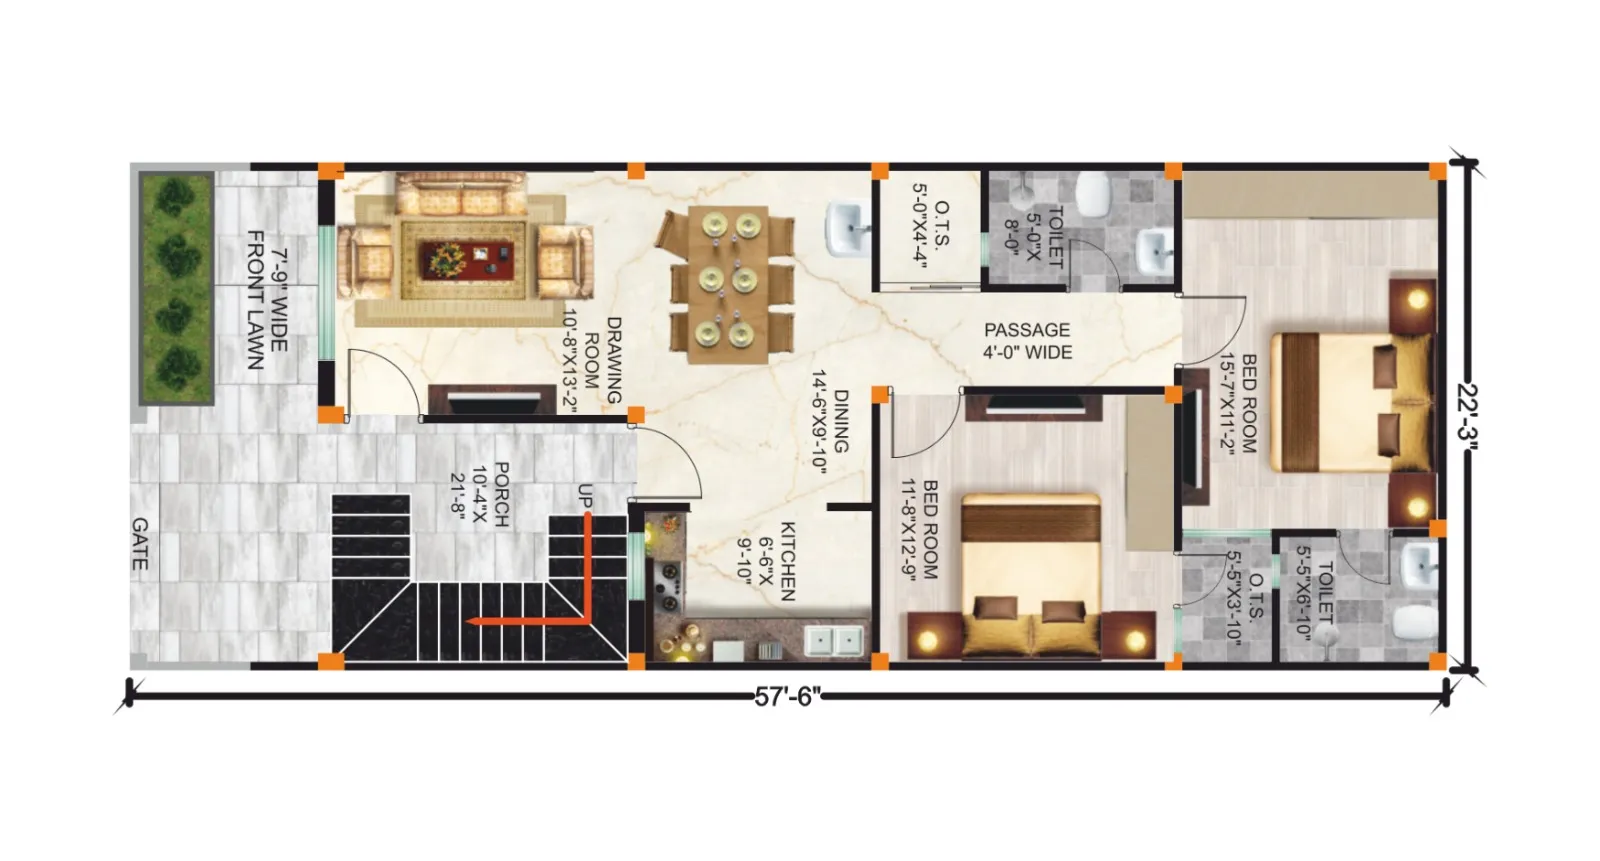 7'-9" WIDE
FRONT LAWN
GATE
DRAWING
ROOM
10'-8"X13'-2"
PORCH
10'-4"X
21'-8"
UP
DINING
14'-6"X9'-10"
KITCHEN
6'-6"X
9'-10"
O.T.S.
5'-0"X4'-4"
TOILET
5'-0"X
8'-0"
PASSAGE
4'-0" WIDE
BED ROOM
11'-8"X12'-9"
BED ROOM
15'-7"X11'-2"
O.T.S.
5'-5"X3'-10"
TOILET
5'-5"X6'-10"
22'-3"
57'-6"